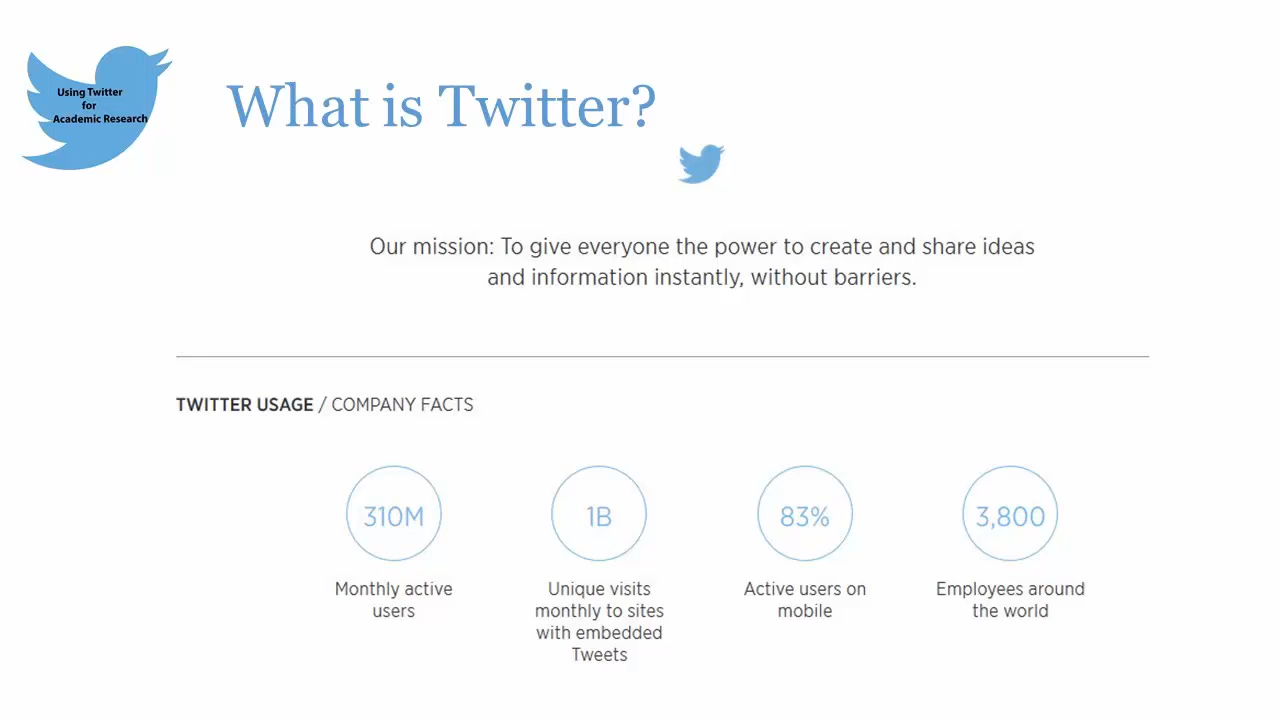 Using Twitter
for
Academic Research
What is Twitter?
Our mission: To give everyone the power to create and share ideas
and information instantly, without barriers.
TWITTER USAGE / COMPANY FACTS
310M
Monthly active
users
1B
Unique visits
monthly to sites
with embedded
Tweets
83%
Active users on
mobile
3,800
Employees around
the world